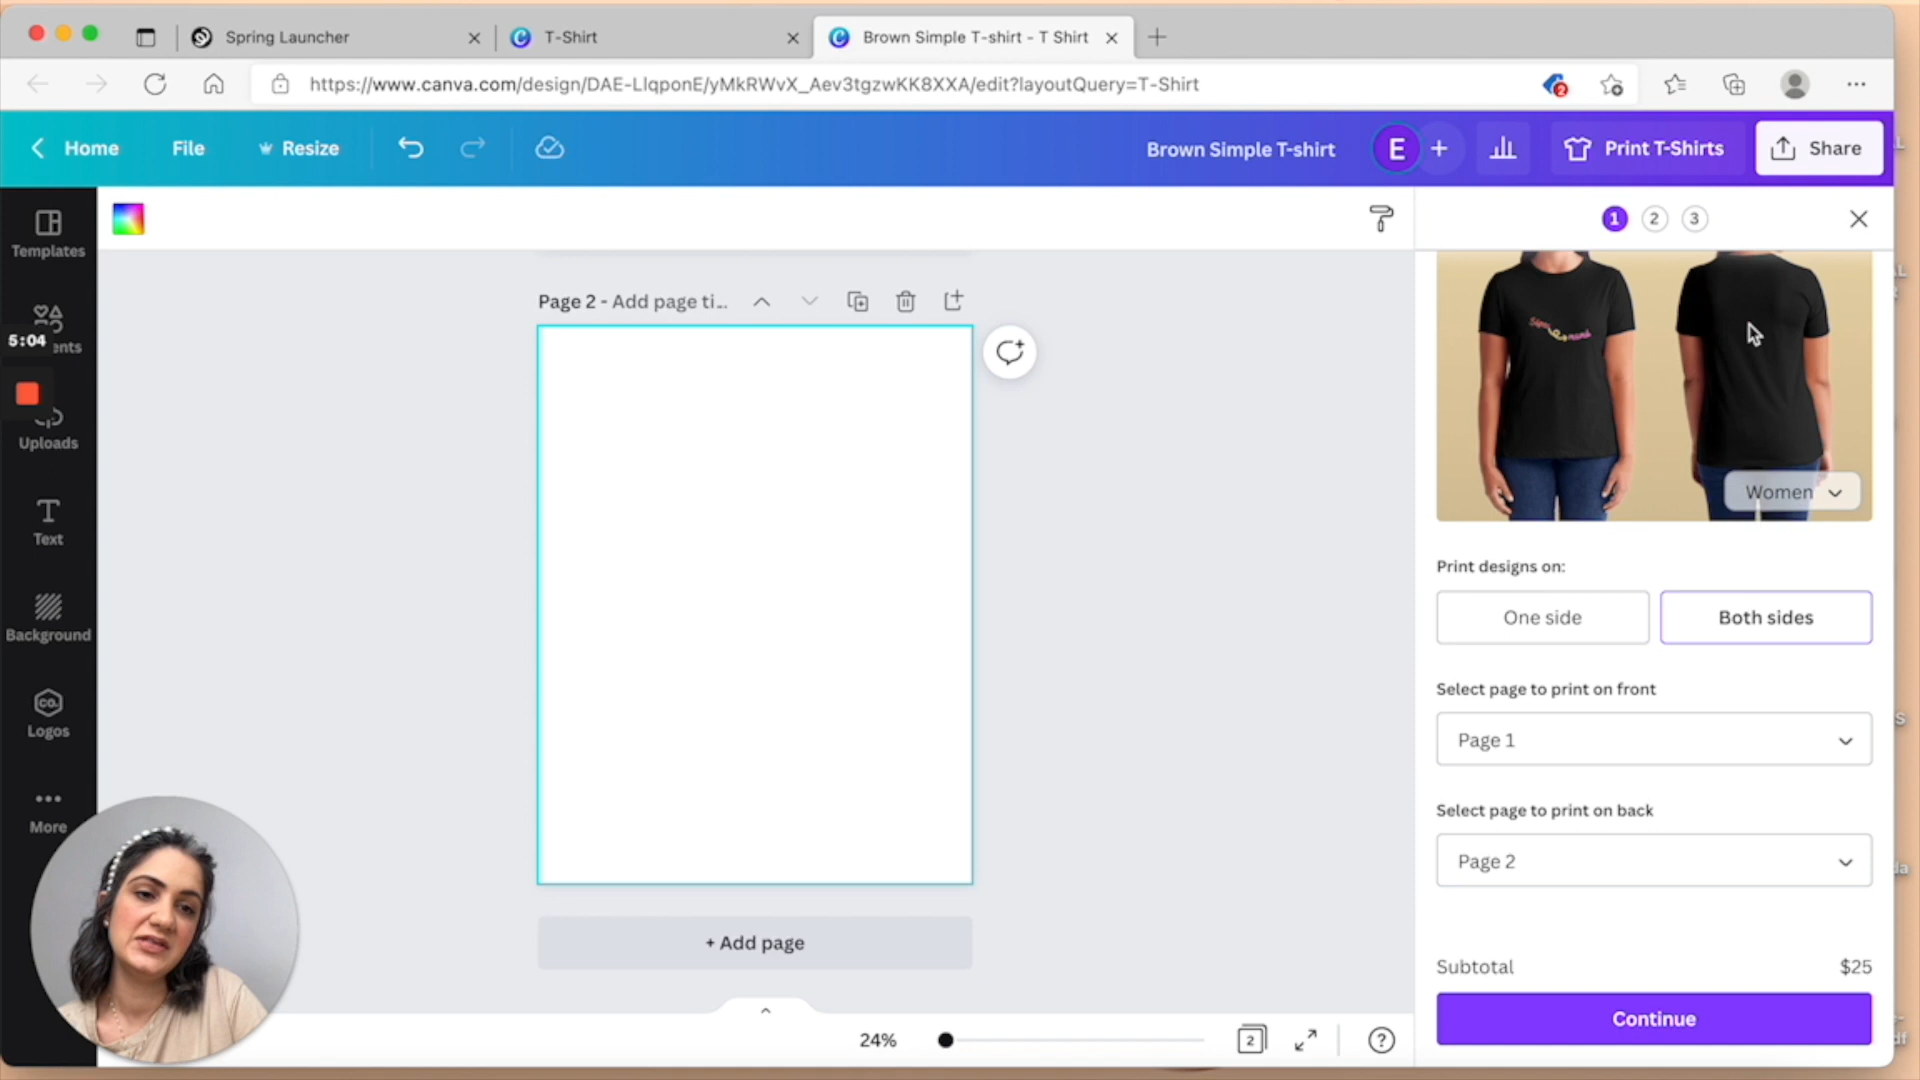 Spring Launcher
T-Shirt
Brown Simple T-shirt - T Shirt
https://www.canva.com/design/DAE-LlqponE/yMkRWvX_Aev3tgzwKK8XXA/edit?layoutQuery=T-Shirt
2
Home
File
Resize
Brown Simple T-shirt
E
+
Print T-Shirts
Share
1
2
3
Templates
5:04
ents
Uploads
Text
Background
CO.
Logos
More
Page 2 - Add page ti...
+ Add page
24%
2
?
Women
Print designs on:
One side
Both sides
Select page to print on front
Page 1
Select page to print on back
Page 2
Subtotal
$25
Continue